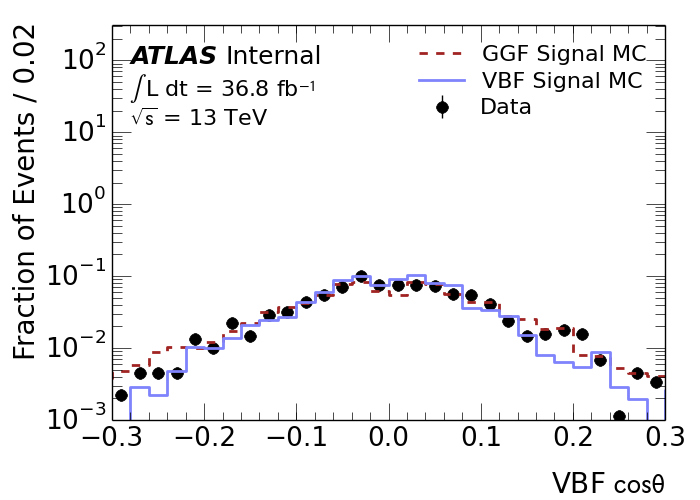 ATLAS Internal
∫L dt = 36.8 fb⁻¹
√s = 13 TeV
GGF Signal MC
VBF Signal MC
Data
Fraction of Events / 0.02
10²
10¹
10⁰
10⁻¹
10⁻²
10⁻³
−0.3 −0.2 −0.1 0.0 0.1 0.2 0.3
VBF cosθ